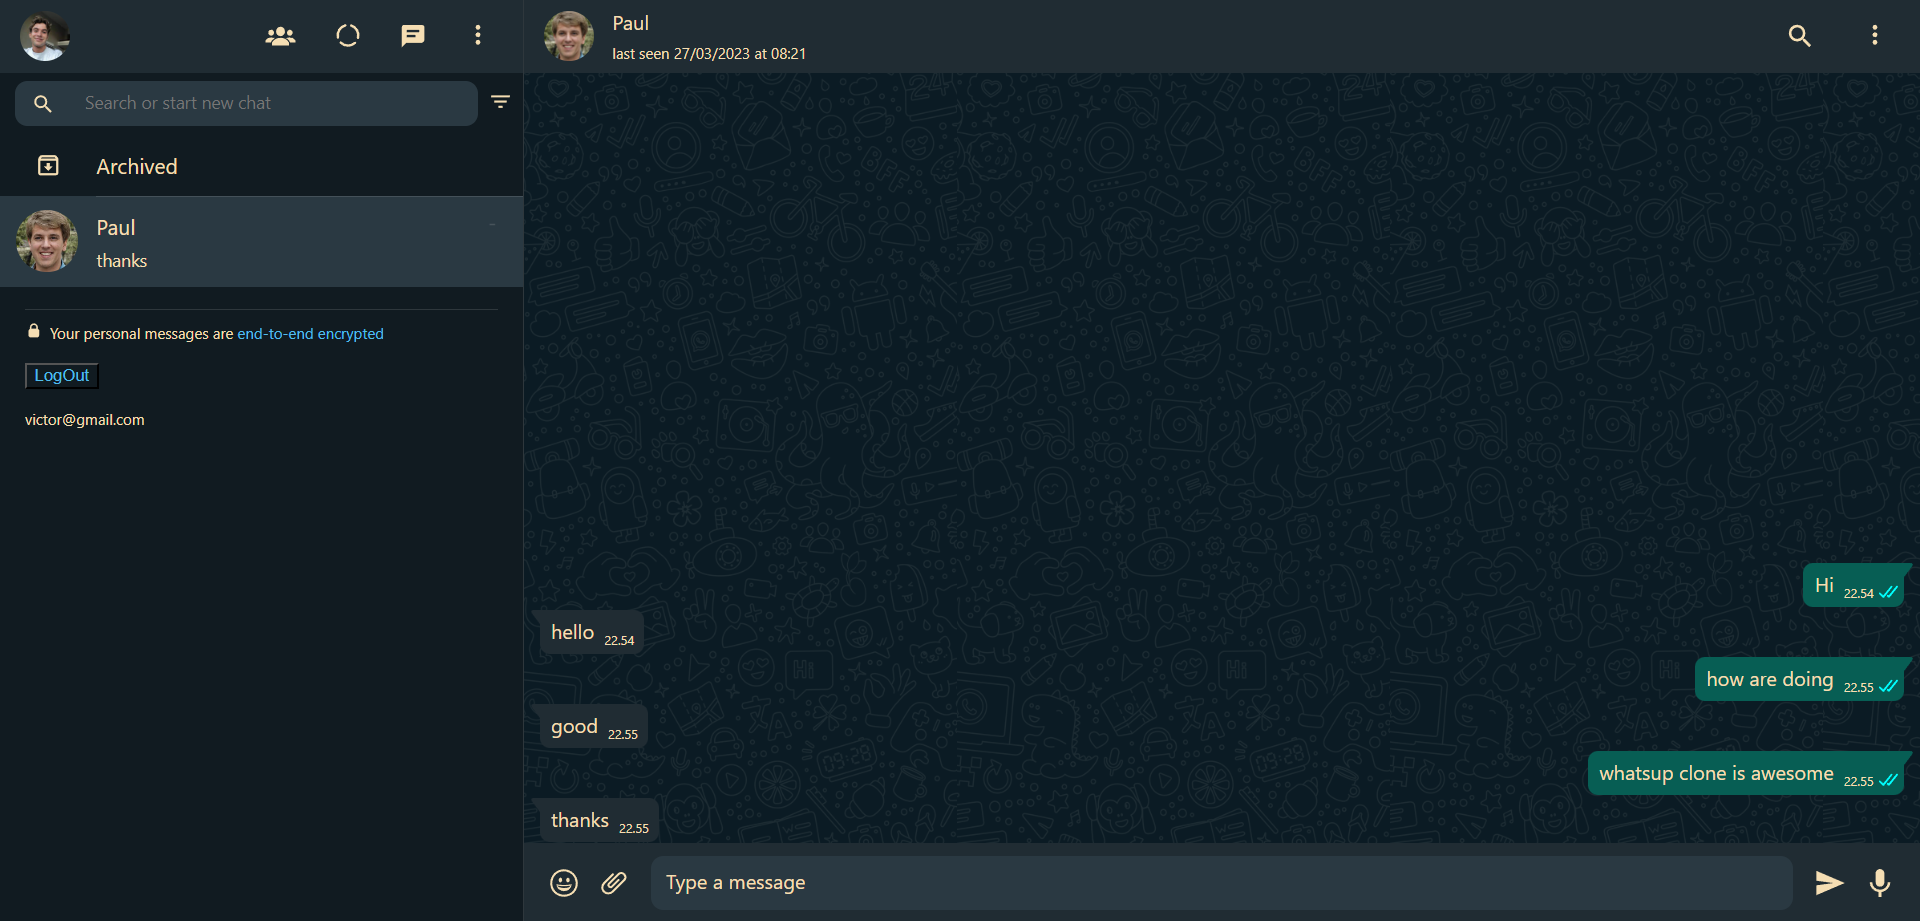 Search or start new chat
Archived
Paul
thanks
Your personal messages are end-to-end encrypted
LogOut
victor@gmail.com
Paul
last seen 27/03/2023 at 08:21
Hi 22.54
hello 22.54
how are doing 22.55
good 22.55
whatsup clone is awesome 22.55
thanks 22.55
Type a message